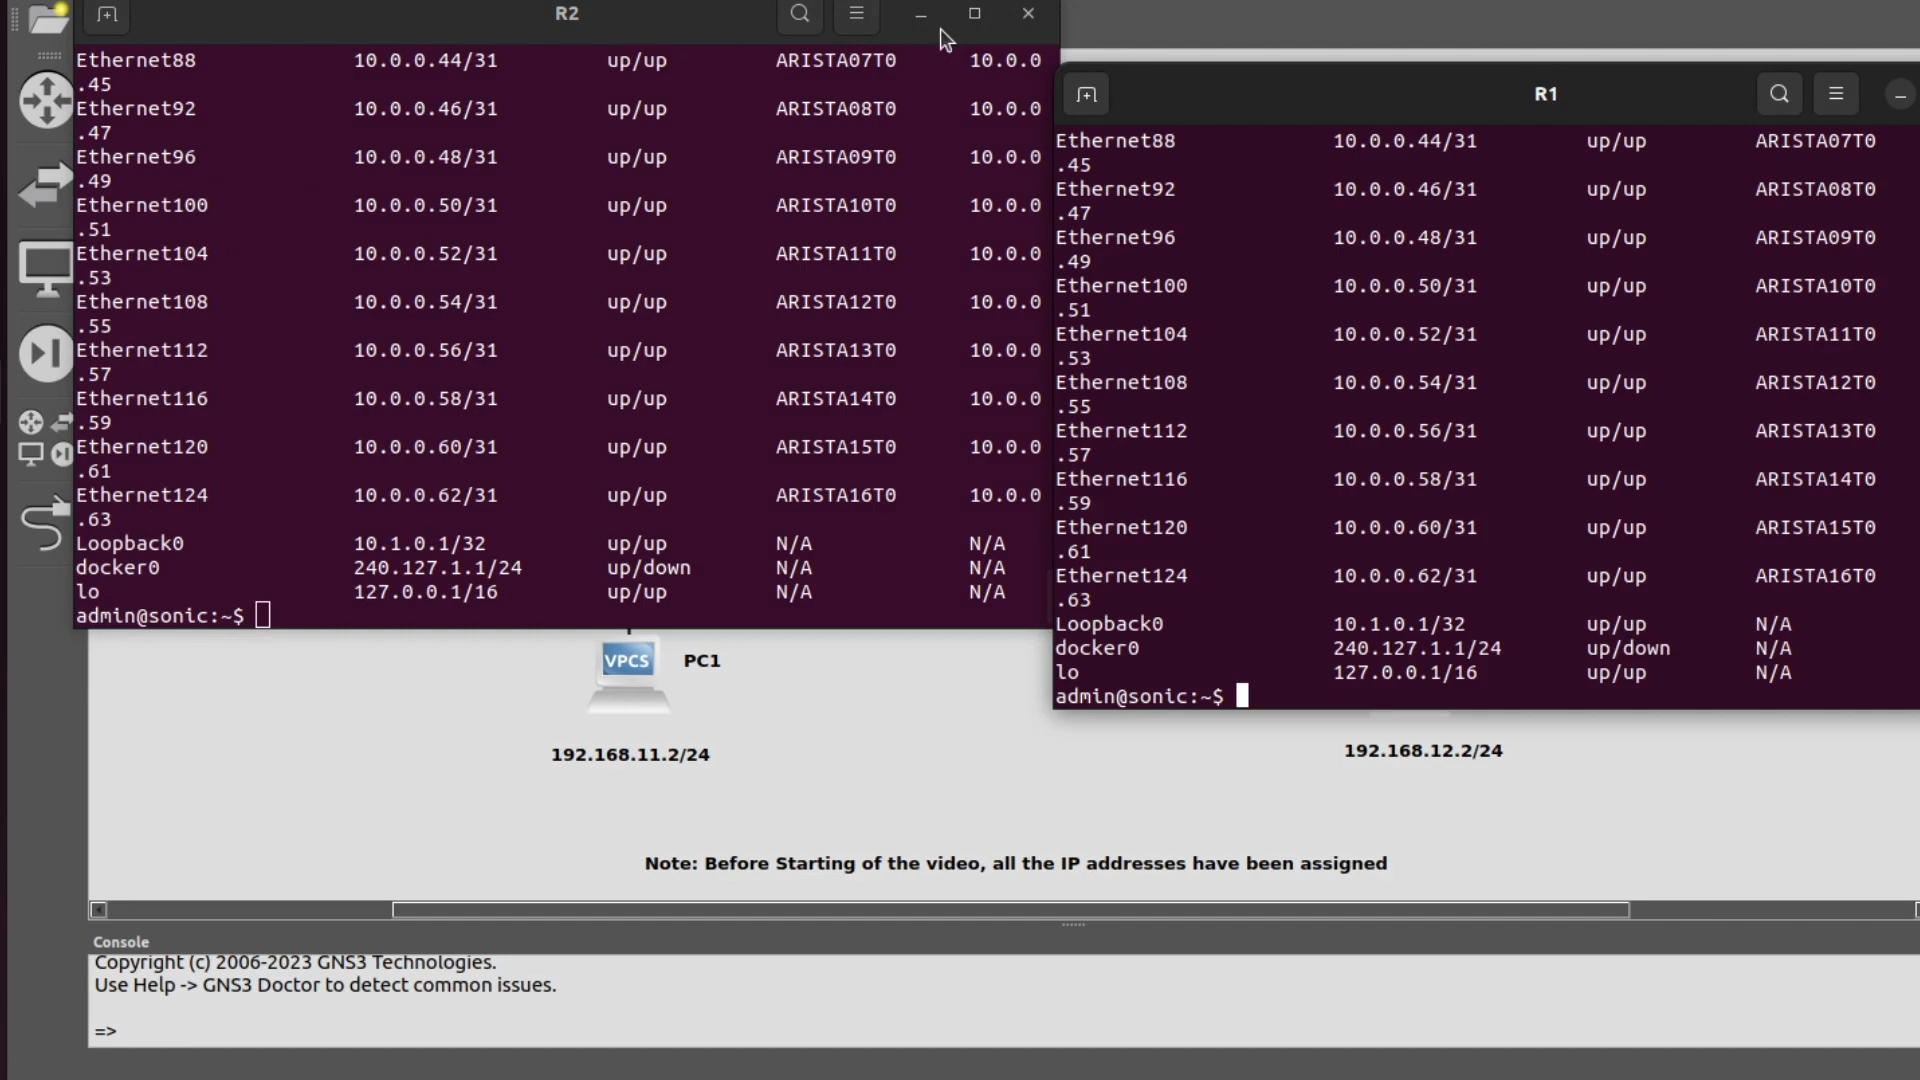 R2
Ethernet88 10.0.0.44/31 up/up ARISTA07T0 10.0.0
.45
Ethernet92 10.0.0.46/31 up/up ARISTA08T0 10.0.0
.47
Ethernet96 10.0.0.48/31 up/up ARISTA09T0 10.0.0
.49
Ethernet100 10.0.0.50/31 up/up ARISTA10T0 10.0.0
.51
Ethernet104 10.0.0.52/31 up/up ARISTA11T0 10.0.0
.53
Ethernet108 10.0.0.54/31 up/up ARISTA12T0 10.0.0
.55
Ethernet112 10.0.0.56/31 up/up ARISTA13T0 10.0.0
.57
Ethernet116 10.0.0.58/31 up/up ARISTA14T0 10.0.0
.59
Ethernet120 10.0.0.60/31 up/up ARISTA15T0 10.0.0
.61
Ethernet124 10.0.0.62/31 up/up ARISTA16T0 10.0.0
.63
Loopback0 10.1.0.1/32 up/up N/A N/A
docker0 240.127.1.1/24 up/down N/A N/A
lo 127.0.0.1/16 up/up N/A N/A
admin@sonic:~$
R1
Ethernet88 10.0.0.44/31 up/up ARISTA07T0
.45
Ethernet92 10.0.0.46/31 up/up ARISTA08T0
.47
Ethernet96 10.0.0.48/31 up/up ARISTA09T0
.49
Ethernet100 10.0.0.50/31 up/up ARISTA10T0
.51
Ethernet104 10.0.0.52/31 up/up ARISTA11T0
.53
Ethernet108 10.0.0.54/31 up/up ARISTA12T0
.55
Ethernet112 10.0.0.56/31 up/up ARISTA13T0
.57
Ethernet116 10.0.0.58/31 up/up ARISTA14T0
.59
Ethernet120 10.0.0.60/31 up/up ARISTA15T0
.61
Ethernet124 10.0.0.62/31 up/up ARISTA16T0
.63
Loopback0 10.1.0.1/32 up/up N/A
docker0 240.127.1.1/24 up/down N/A
lo 127.0.0.1/16 up/up N/A
admin@sonic:~$
VPCS PC1
192.168.11.2/24
192.168.12.2/24
Note: Before Starting of the video, all the IP addresses have been assigned
Console
Copyright (c) 2006-2023 GNS3 Technologies.
Use Help -> GNS3 Doctor to detect common issues.
=>